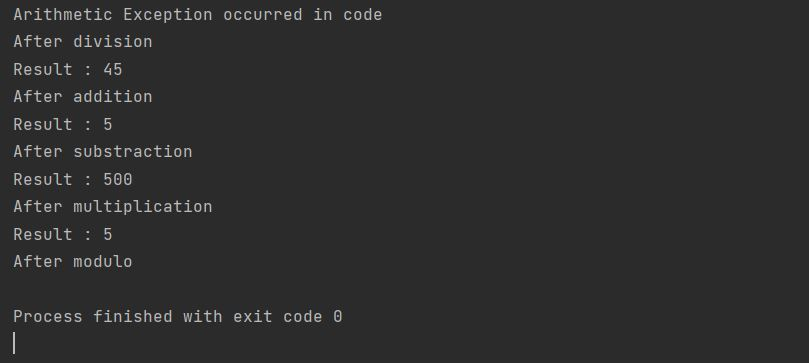 Arithmetic Exception occurred in code
After division
Result : 45
After addition
Result : 5
After substraction
Result : 500
After multiplication
Result : 5
After modulo
Process finished with exit code 0